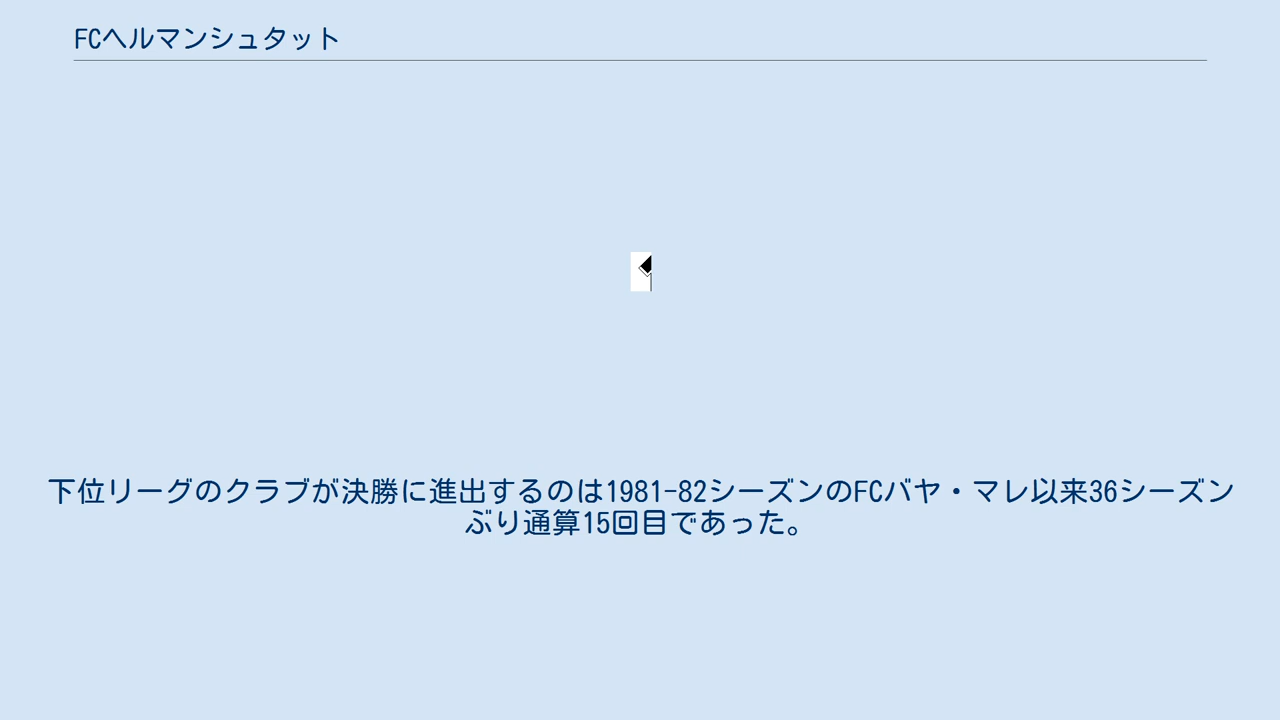 FCヘルマンシュタット
下位リーグのクラブが決勝に進出するのは1981-82シーズンのFCバヤ・マレ以来36シーズン
ぶり通算15回目であった。